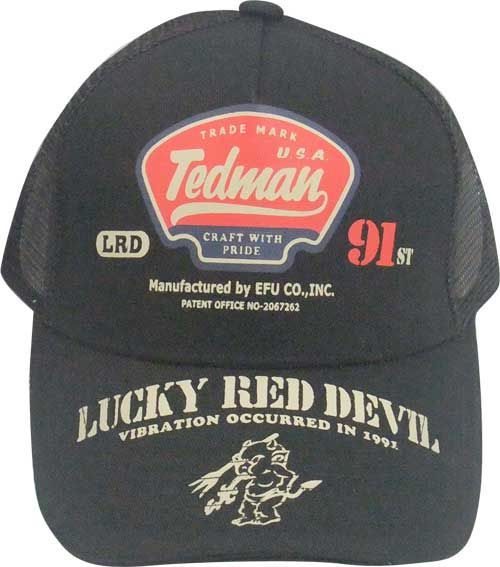 TRADE MARK
U.S.A.
Tedman
CRAFT WITH
PRIDE
LRD
91ST
Manufactured by EFU CO.,INC.
PATENT OFFICE NO-2067262
LUCKY RED DEVIL
VIBRATION OCCURRED IN 1991